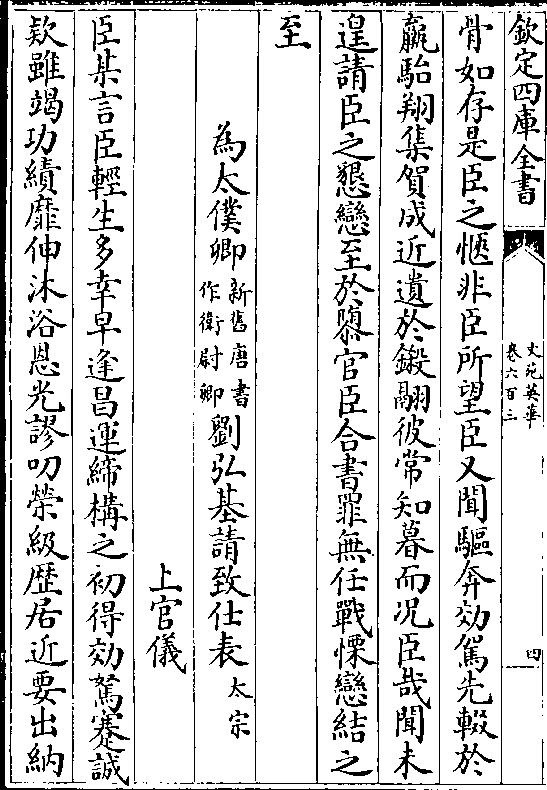 欽定四庫全書
文苑英華
卷六百三
四
骨如存是臣之愜非臣所望臣又聞驅奔効駕先輟於
羸駘翔集賀成近遺於鎩翮彼常知暮而况臣哉聞未
遑請臣之懇戀至於隳官臣合書罪無任戰慄戀結之
至
為太僕卿新舊唐書作衛尉卿劉弘基請致仕表太宗
上官儀
臣某言臣輕生多幸早逢昌運締構之初得効駑蹇誠
欵雖竭功績靡伸沐浴恩光謬叨榮級歴居近要出納